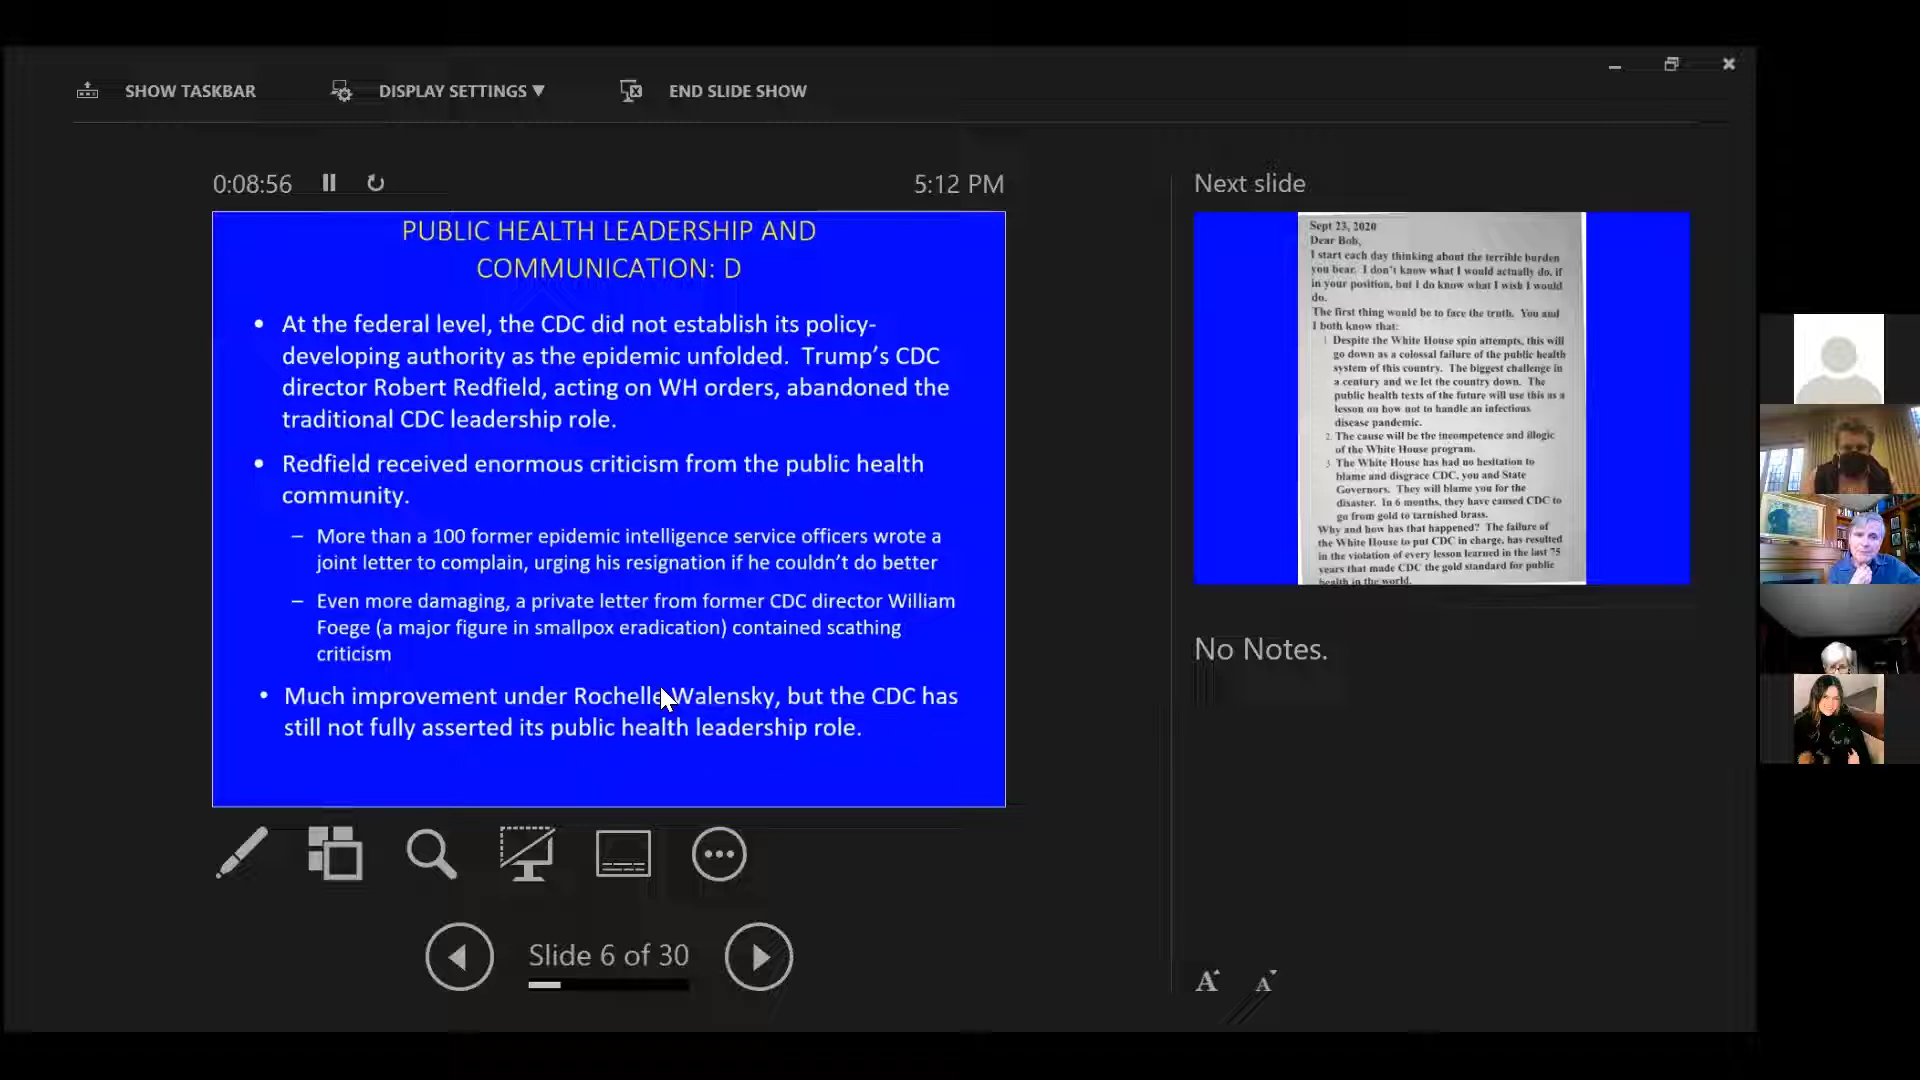 SHOW TASKBAR
DISPLAY SETTINGS ▼
END SLIDE SHOW
0:08:56
5:12 PM
PUBLIC HEALTH LEADERSHIP AND
COMMUNICATION: D
• At the federal level, the CDC did not establish its policy-
developing authority as the epidemic unfolded.  Trump's CDC
director Robert Redfield, acting on WH orders, abandoned the
traditional CDC leadership role.
• Redfield received enormous criticism from the public health
community.
– More than a 100 former epidemic intelligence service officers wrote a
joint letter to complain, urging his resignation if he couldn't do better
– Even more damaging, a private letter from former CDC director William
Foege (a major figure in smallpox eradication) contained scathing
criticism
• Much improvement under Rochelle Walensky, but the CDC has
still not fully asserted its public health leadership role.
Slide 6 of 30
Next slide
Sept 23, 2020
Dear Bob,
I start each day thinking about the terrible burden
you bear.  I don't know what I would actually do, if
in your position, but I do know what I wish I would
do.
The first thing would be to face the truth.  You and
I both know that:
1. Despite the White House spin attempts, this will
go down as a colossal failure of the public health
system of this country.  The biggest challenge in
a century and we let the country down.  The
public health texts of the future will use this as a
lesson on how not to handle an infectious
disease pandemic.
2. The cause will be the incompetence and illogic
of the White House program.
3. The White House has had no hesitation to
blame and disgrace CDC, you and State
Governors.  They will blame you for the
disaster.  In 6 months, they have caused CDC to
go from gold to tarnished brass.
Why and how has that happened?  The failure of
the White House to put CDC in charge, has resulted
in the violation of every lesson learned in the last 75
years that made CDC the gold standard for public
health in the world.
No Notes.
A A